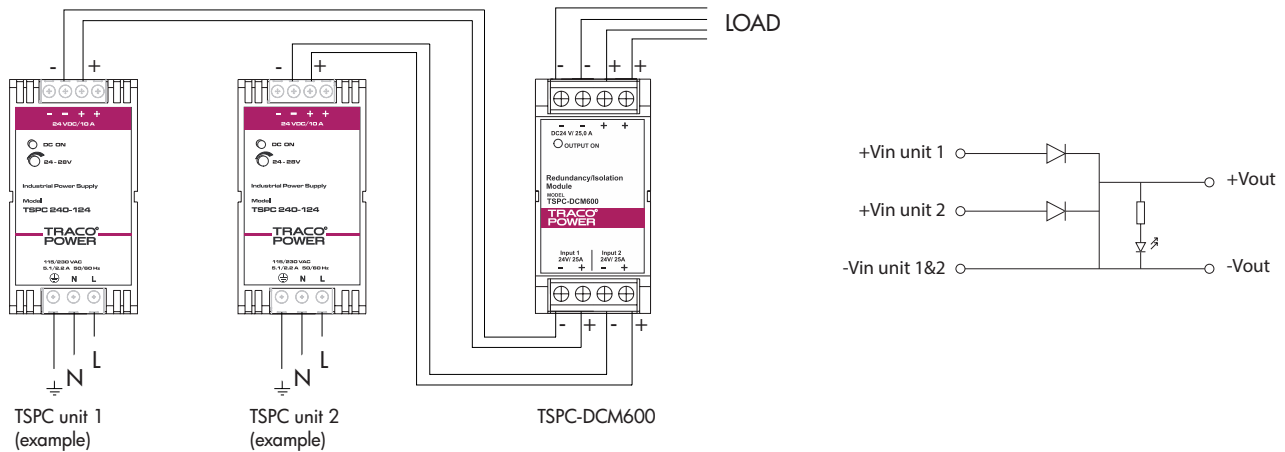 LOAD
- +
- +
- - + +
- - + +
24 VDC/10 A
DC ON
24 - 28V
Industrial Power Supply
Model
TSPC 240-124
TRACO®
POWER
115/230 VAC
5.1/2.2 A 50/60 Hz
N L
N
L
TSPC unit 1
(example)
- - + +
24 VDC/10 A
DC ON
24 - 28V
Industrial Power Supply
Model
TSPC 240-124
TRACO®
POWER
115/230 VAC
5.1/2.2 A 50/60 Hz
N L
N
L
TSPC unit 2
(example)
- - + +
DC24 V/ 25,0 A
OUTPUT ON
Redundancy/Isolation
Module
MODEL
TSPC-DCM600
TRACO®
POWER
Input 1 Input 2
24V/ 25A 24V/ 25A
- + - +
- + - +
TSPC-DCM600
+Vin unit 1
+Vin unit 2
-Vin unit 1&2
+Vout
-Vout